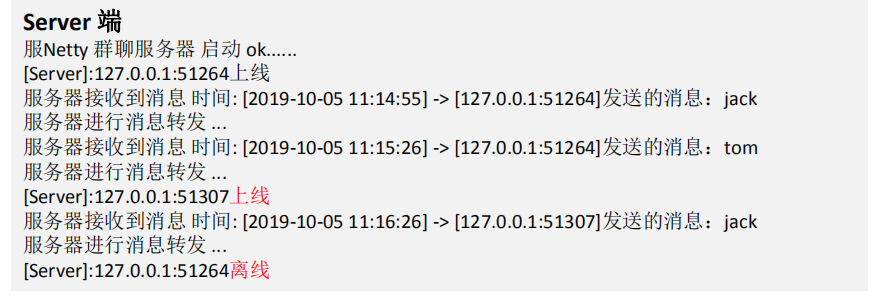 Server 端
服Netty 群聊服务器 启动 ok......
[Server]:127.0.0.1:51264上线
服务器接收到消息 时间: [2019-10-05 11:14:55] -> [127.0.0.1:51264]发送的消息：jack
服务器进行消息转发 ...
服务器接收到消息 时间: [2019-10-05 11:15:26] -> [127.0.0.1:51264]发送的消息：tom
服务器进行消息转发 ...
[Server]:127.0.0.1:51307上线
服务器接收到消息 时间: [2019-10-05 11:16:26] -> [127.0.0.1:51307]发送的消息：jack
服务器进行消息转发 ...
[Server]:127.0.0.1:51264离线